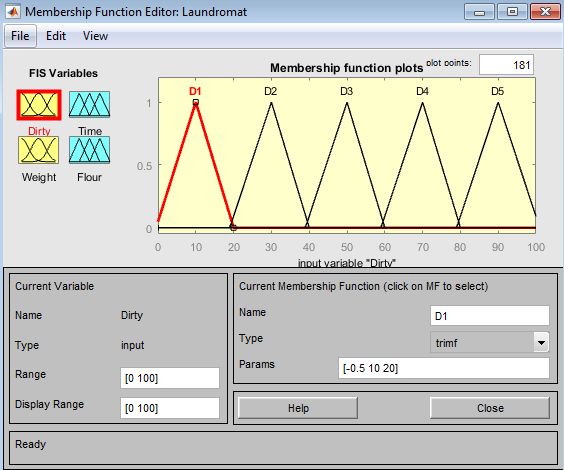 Membership Function Editor: Laundromat
File Edit View
FIS Variables
Membership function plots
plot points:
181
Dirty
Time
Weight
Flour
D1 D2 D3 D4 D5
1
0.5
0
0 10 20 30 40 50 60 70 80 90 100
input variable "Dirty"
Current Variable
Name Dirty
Type input
Range [0 100]
Display Range [0 100]
Current Membership Function (click on MF to select)
Name D1
Type trimf
Params [-0.5 10 20]
Help Close
Ready